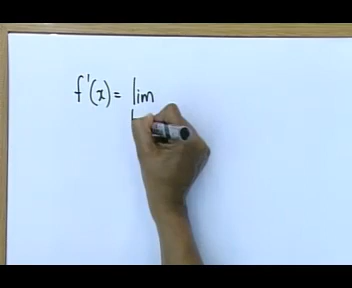 f'(x) = lim